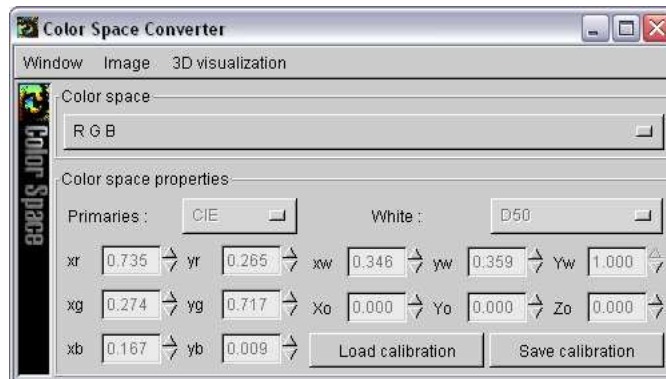 Color Space Converter
Window Image 3D visualization
Color Space
Color space
R G B
Color space properties
Primaries : CIE White : D50
xr 0.735 yr 0.265 xw 0.346 yw 0.359 Yw 1.000
xg 0.274 yg 0.717 Xo 0.000 Yo 0.000 Zo 0.000
xb 0.167 yb 0.009 Load calibration Save calibration